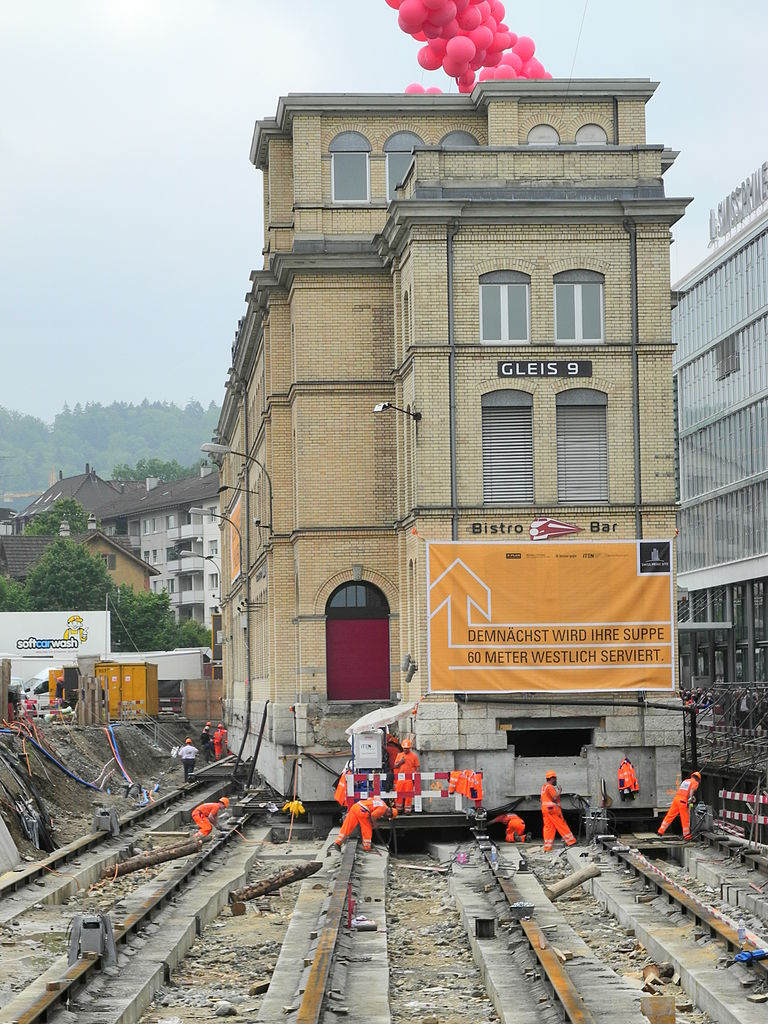 GLEIS 9
Bistro Bar
DEMNÄCHST WIRD IHRE SUPPE
60 METER WESTLICH SERVIERT.
softcarwash